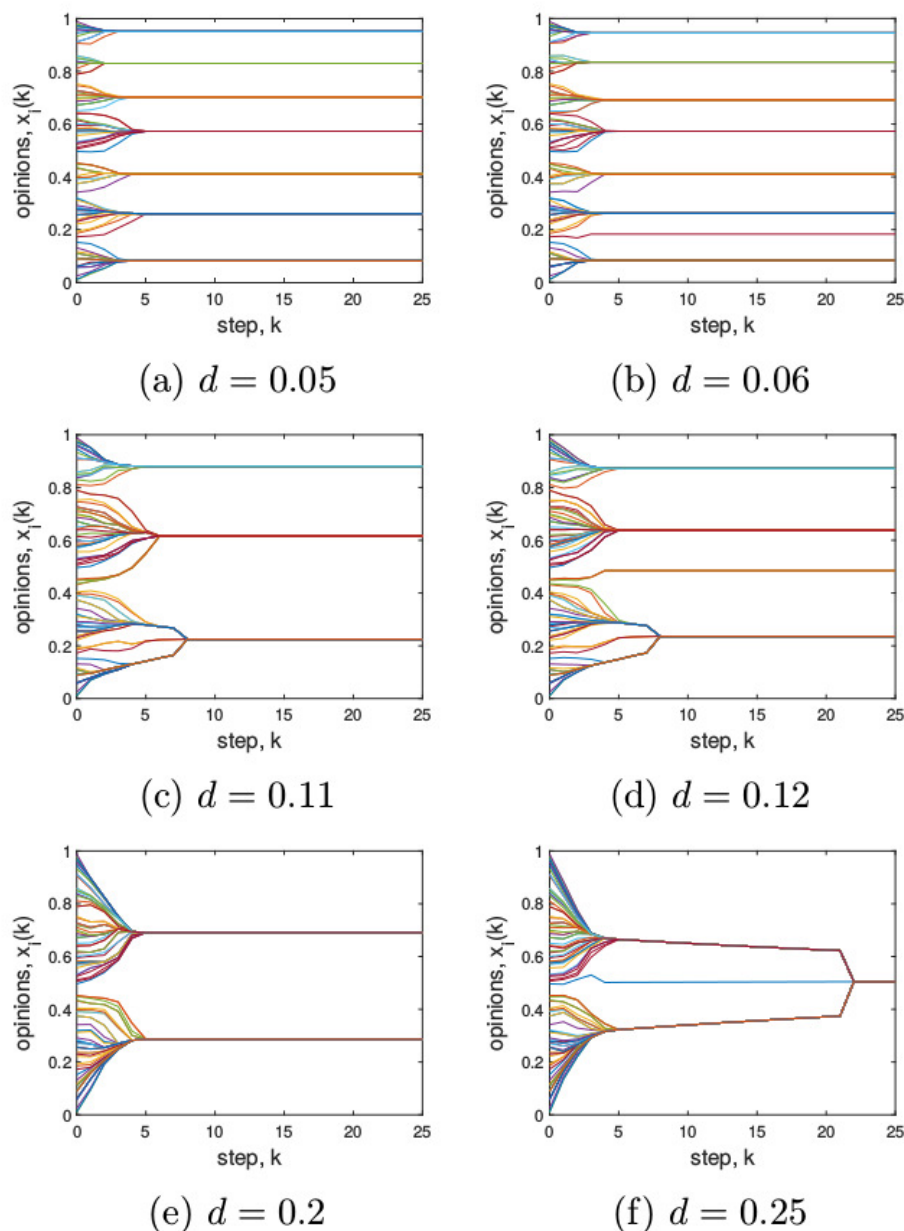 opinions, x_i(k)
1
0.8
0.6
0.4
0.2
0
0 5 10 15 20 25
step, k
(a) d = 0.05
opinions, x_i(k)
1
0.8
0.6
0.4
0.2
0
0 5 10 15 20 25
step, k
(b) d = 0.06
opinions, x_i(k)
1
0.8
0.6
0.4
0.2
0
0 5 10 15 20 25
step, k
(c) d = 0.11
opinions, x_i(k)
1
0.8
0.6
0.4
0.2
0
0 5 10 15 20 25
step, k
(d) d = 0.12
opinions, x_i(k)
1
0.8
0.6
0.4
0.2
0
0 5 10 15 20 25
step, k
(e) d = 0.2
opinions, x_i(k)
1
0.8
0.6
0.4
0.2
0
0 5 10 15 20 25
step, k
(f) d = 0.25